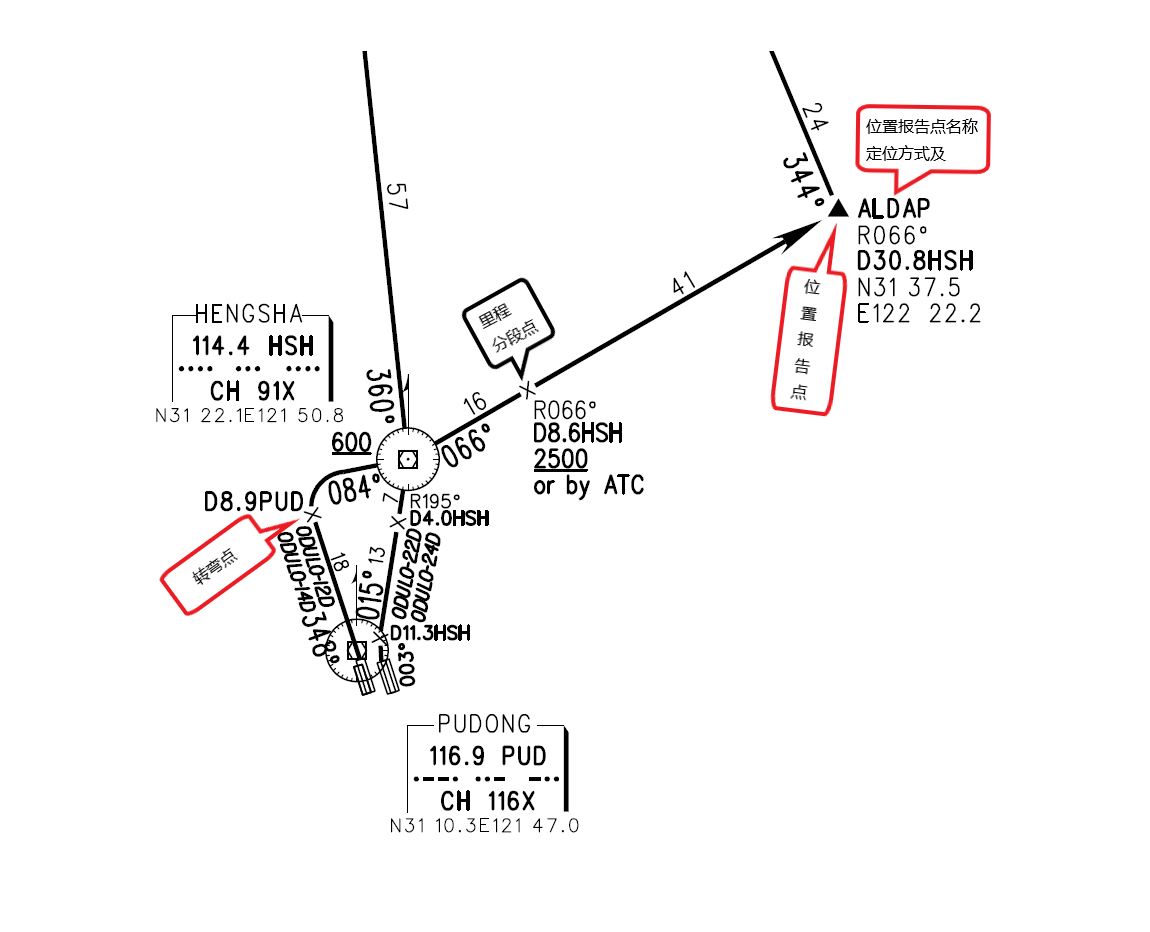 24
位置报告点名称
定位方式及
344°
57
ALDAP
R066°
D30.8HSH
N31 37.5
E122 22.2
41
位置报告点
里程
分段点
HENGSHA
114.4 HSH
CH 91X
N31 22.1E121 50.8
360°
16
R066°
D8.6HSH
2500
or by ATC
066°
600
084°
7
R195°
D4.0HSH
D8.9PUD
转弯点
ODULO-12D
ODULO-14D
18
13
015°
ODULO-22D
ODULO-24D
348°
D11.3HSH
003°
PUDONG
116.9 PUD
CH 116X
N31 10.3E121 47.0